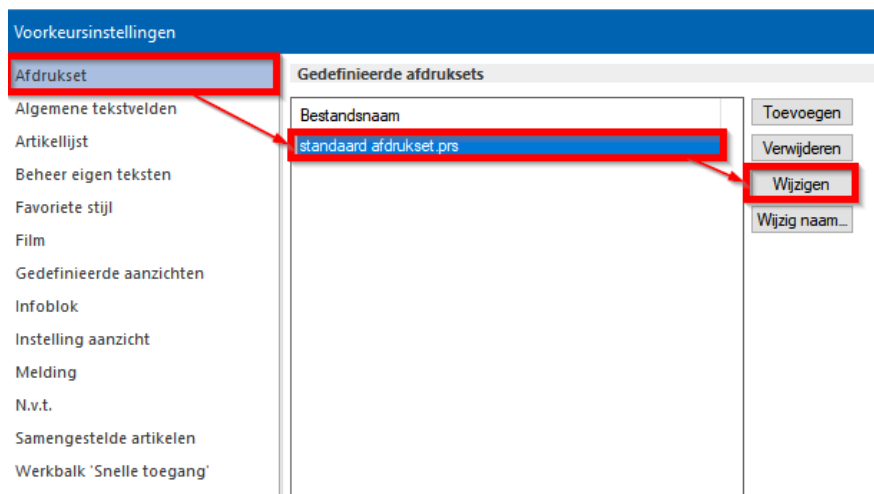 Voorkeursinstellingen
Afdrukset
Algemene tekstvelden
Artikellijst
Beheer eigen teksten
Favoriete stijl
Film
Gedefinieerde aanzichten
Infoblok
Instelling aanzicht
Melding
N.v.t.
Samengestelde artikelen
Werkbalk 'Snelle toegang'
Gedefinieerde afdruksets
Bestandsnaam
standaard afdrukset.prs
Toevoegen
Verwijderen
Wijzigen
Wijzig naam...